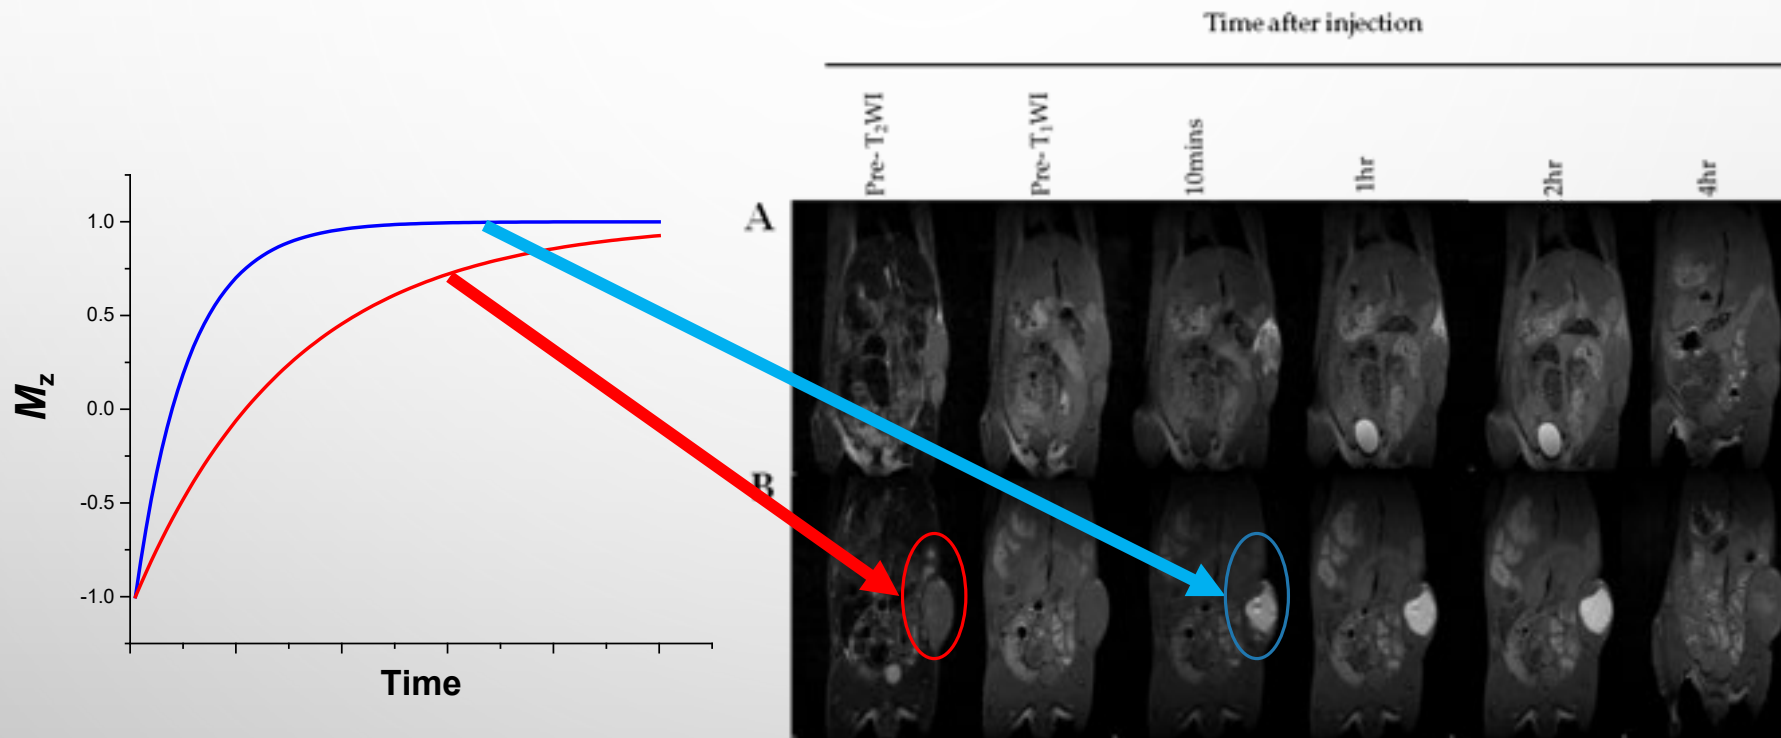 Time after injection
Pre-T₂WI
Pre-T₁WI
10mins
1hr
2hr
4hr
A
B
1.0
0.5
0.0
-0.5
-1.0
Mz
Time